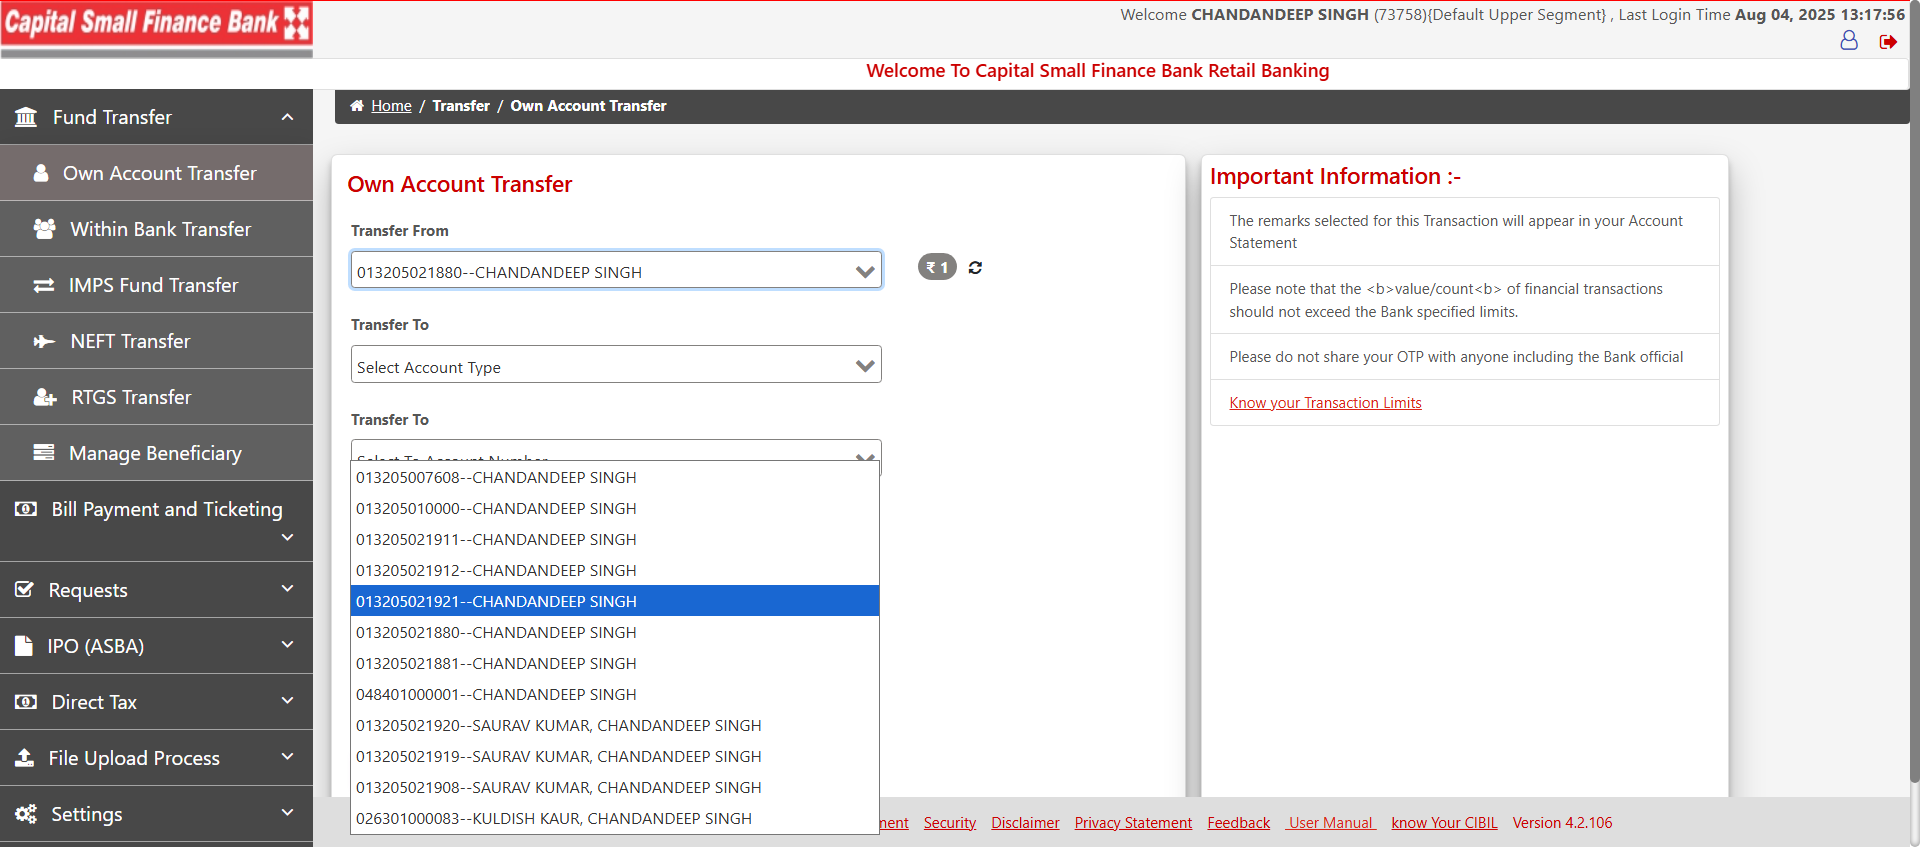 Capital Small Finance Bank
Welcome CHANDANDEEP SINGH (73758){Default Upper Segment} , Last Login Time Aug 04, 2025 13:17:56
Welcome To Capital Small Finance Bank Retail Banking
Fund Transfer
Own Account Transfer
Within Bank Transfer
IMPS Fund Transfer
NEFT Transfer
RTGS Transfer
Manage Beneficiary
Bill Payment and Ticketing
Requests
IPO (ASBA)
Direct Tax
File Upload Process
Settings
Home / Transfer / Own Account Transfer
Own Account Transfer
Transfer From
013205021880--CHANDANDEEP SINGH
₹ 1
Transfer To
Select Account Type
Transfer To
Select To Account Number
013205007608--CHANDANDEEP SINGH
013205010000--CHANDANDEEP SINGH
013205021911--CHANDANDEEP SINGH
013205021912--CHANDANDEEP SINGH
013205021921--CHANDANDEEP SINGH
013205021880--CHANDANDEEP SINGH
013205021881--CHANDANDEEP SINGH
048401000001--CHANDANDEEP SINGH
013205021920--SAURAV KUMAR, CHANDANDEEP SINGH
013205021919--SAURAV KUMAR, CHANDANDEEP SINGH
013205021908--SAURAV KUMAR, CHANDANDEEP SINGH
026301000083--KULDISH KAUR, CHANDANDEEP SINGH
Important Information :-
The remarks selected for this Transaction will appear in your Account
Statement
Please note that the <b>value/count<b> of financial transactions
should not exceed the Bank specified limits.
Please do not share your OTP with anyone including the Bank official
Know your Transaction Limits
Security Disclaimer Privacy Statement Feedback User Manual know Your CIBIL Version 4.2.106